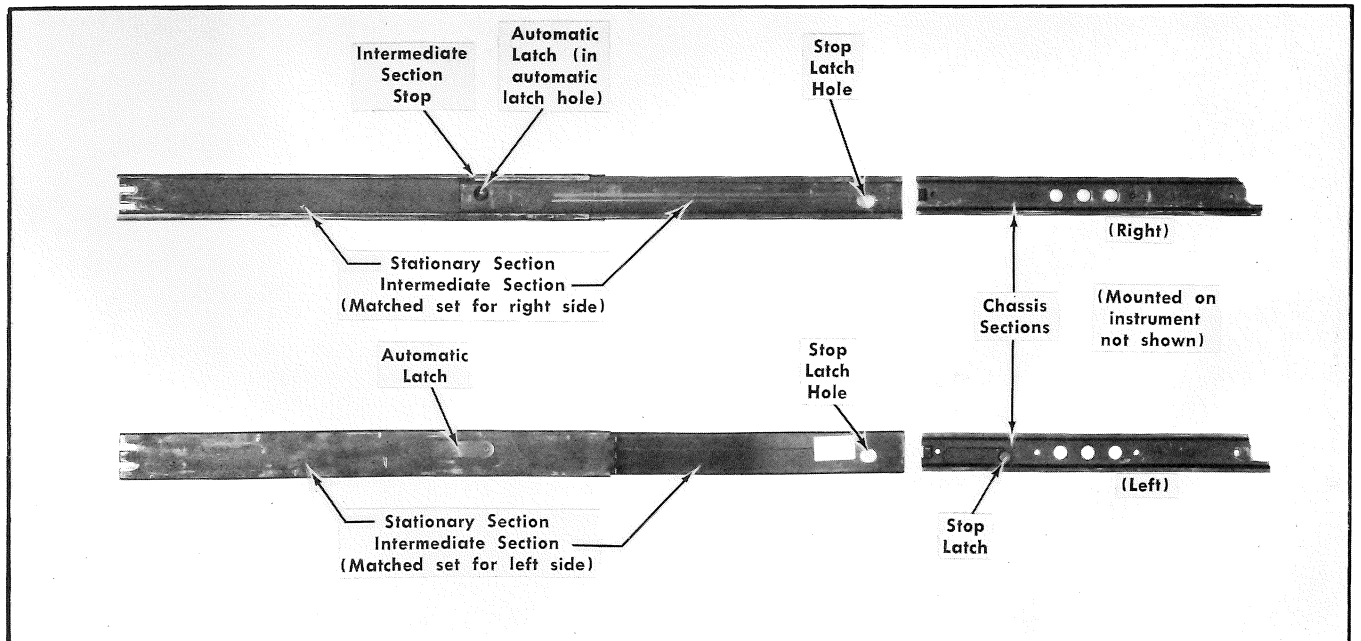 Intermediate
Section
Stop
Automatic
Latch (in
automatic
latch hole)
Stop
Latch
Hole
(Right)
Stationary Section
Intermediate Section
(Matched set for right side)
Chassis
Sections
(Mounted on
instrument
not shown)
Automatic
Latch
Stop
Latch
Hole
(Left)
Stationary Section
Intermediate Section
(Matched set for left side)
Stop
Latch